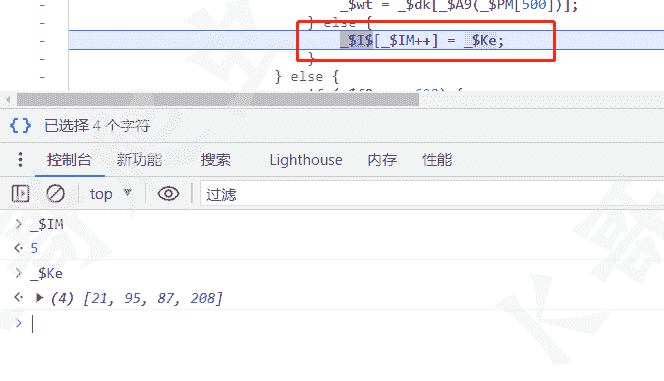 _$wt = _$dk[_$A9(_$PM[500])];
} else {
_$I$[_$IM++] = _$Ke;
}
} else {
已选择 4 个字符
控制台 新功能 搜索 Lighthouse 内存 性能
top 过滤
> _$IM
5
> _$Ke
(4) [21, 95, 87, 208]
>